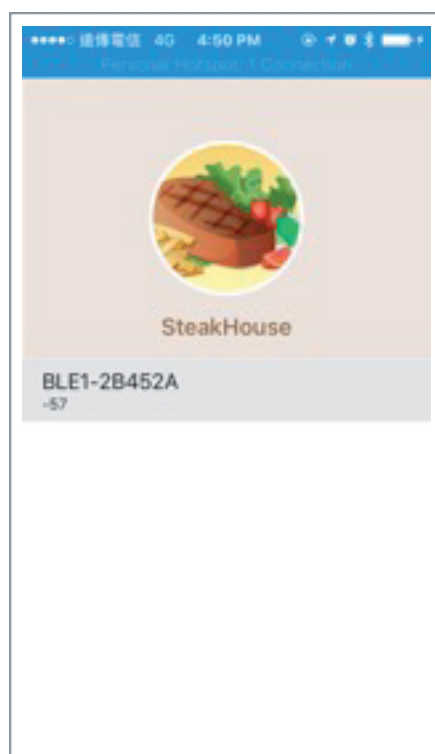 遠傳電信 4G 4:50 PM
Personal Hotspot: 1 Connection
SteakHouse
BLE1-2B452A
-57